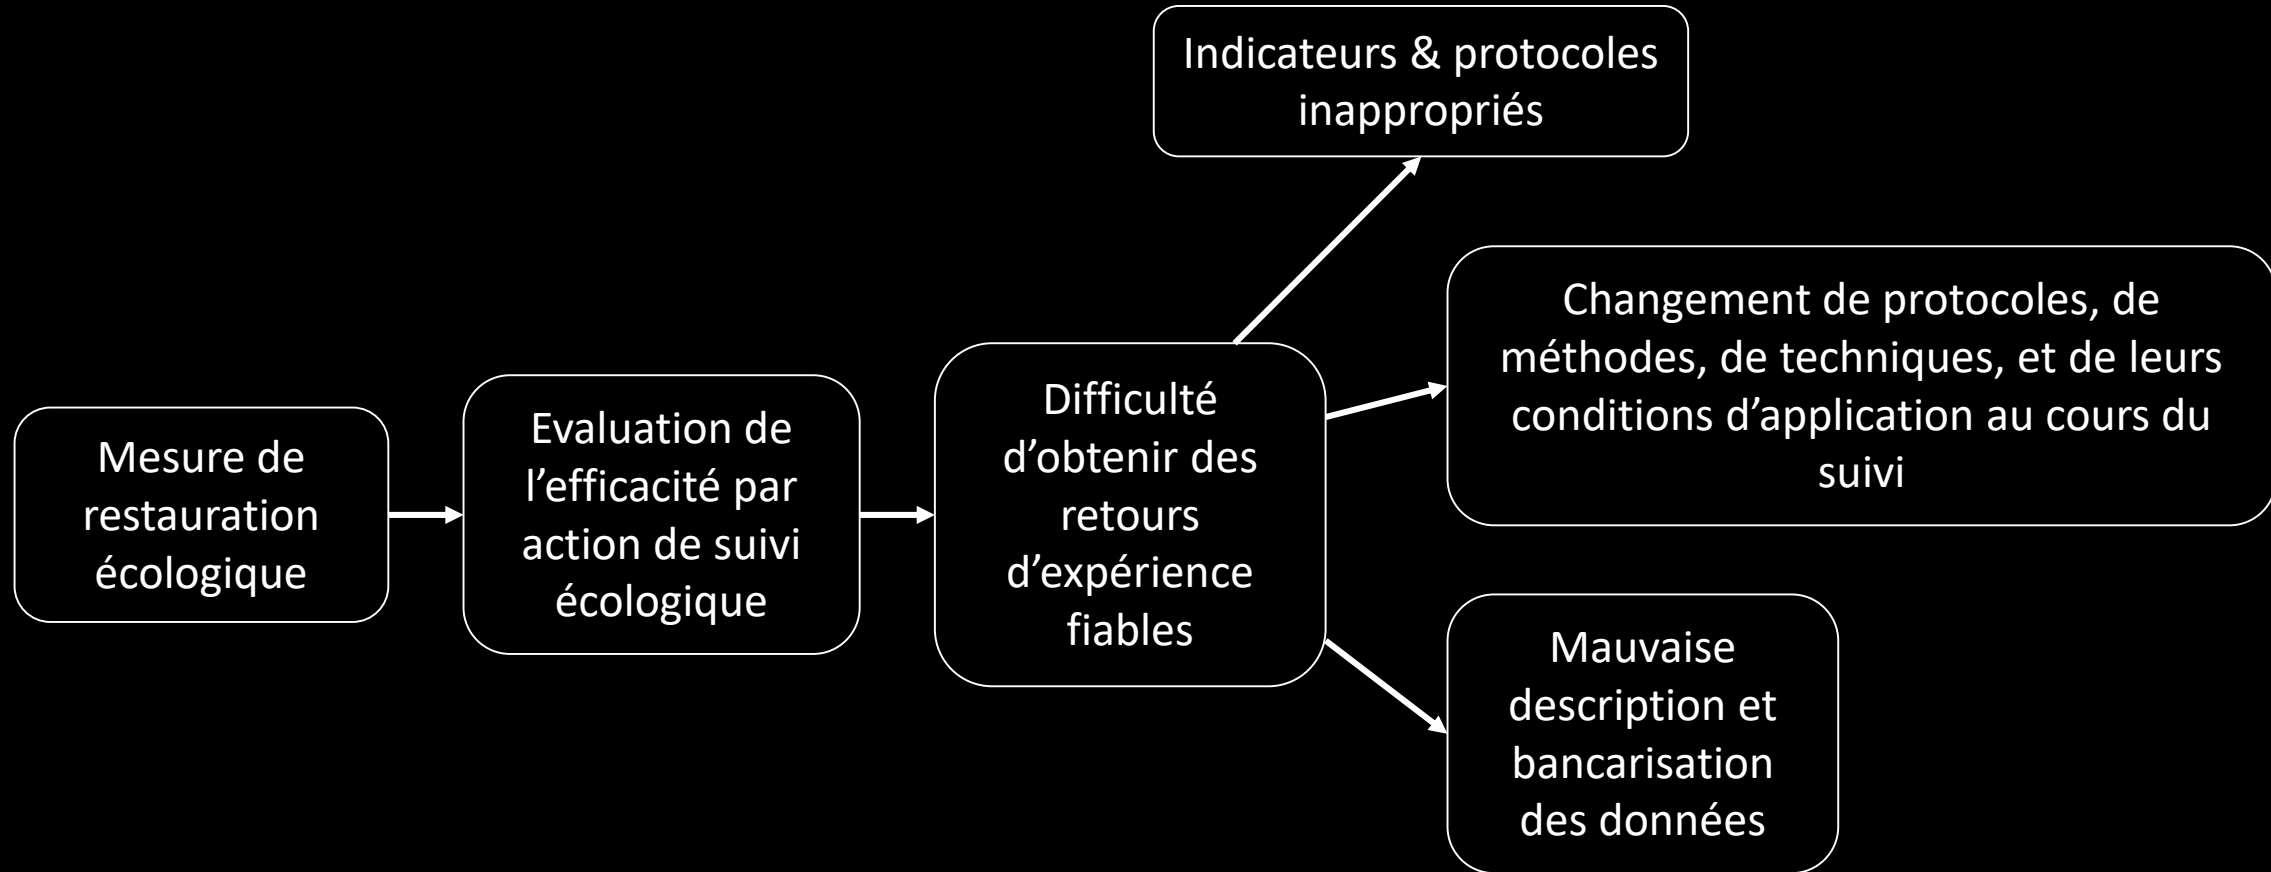 Indicateurs & protocoles
inappropriés
Changement de protocoles, de
méthodes, de techniques, et de leurs
conditions d’application au cours du
suivi
Difficulté
d’obtenir des
retours
d’expérience
fiables
Evaluation de
l’efficacité par
action de suivi
écologique
Mesure de
restauration
écologique
Mauvaise
description et
bancarisation
des données